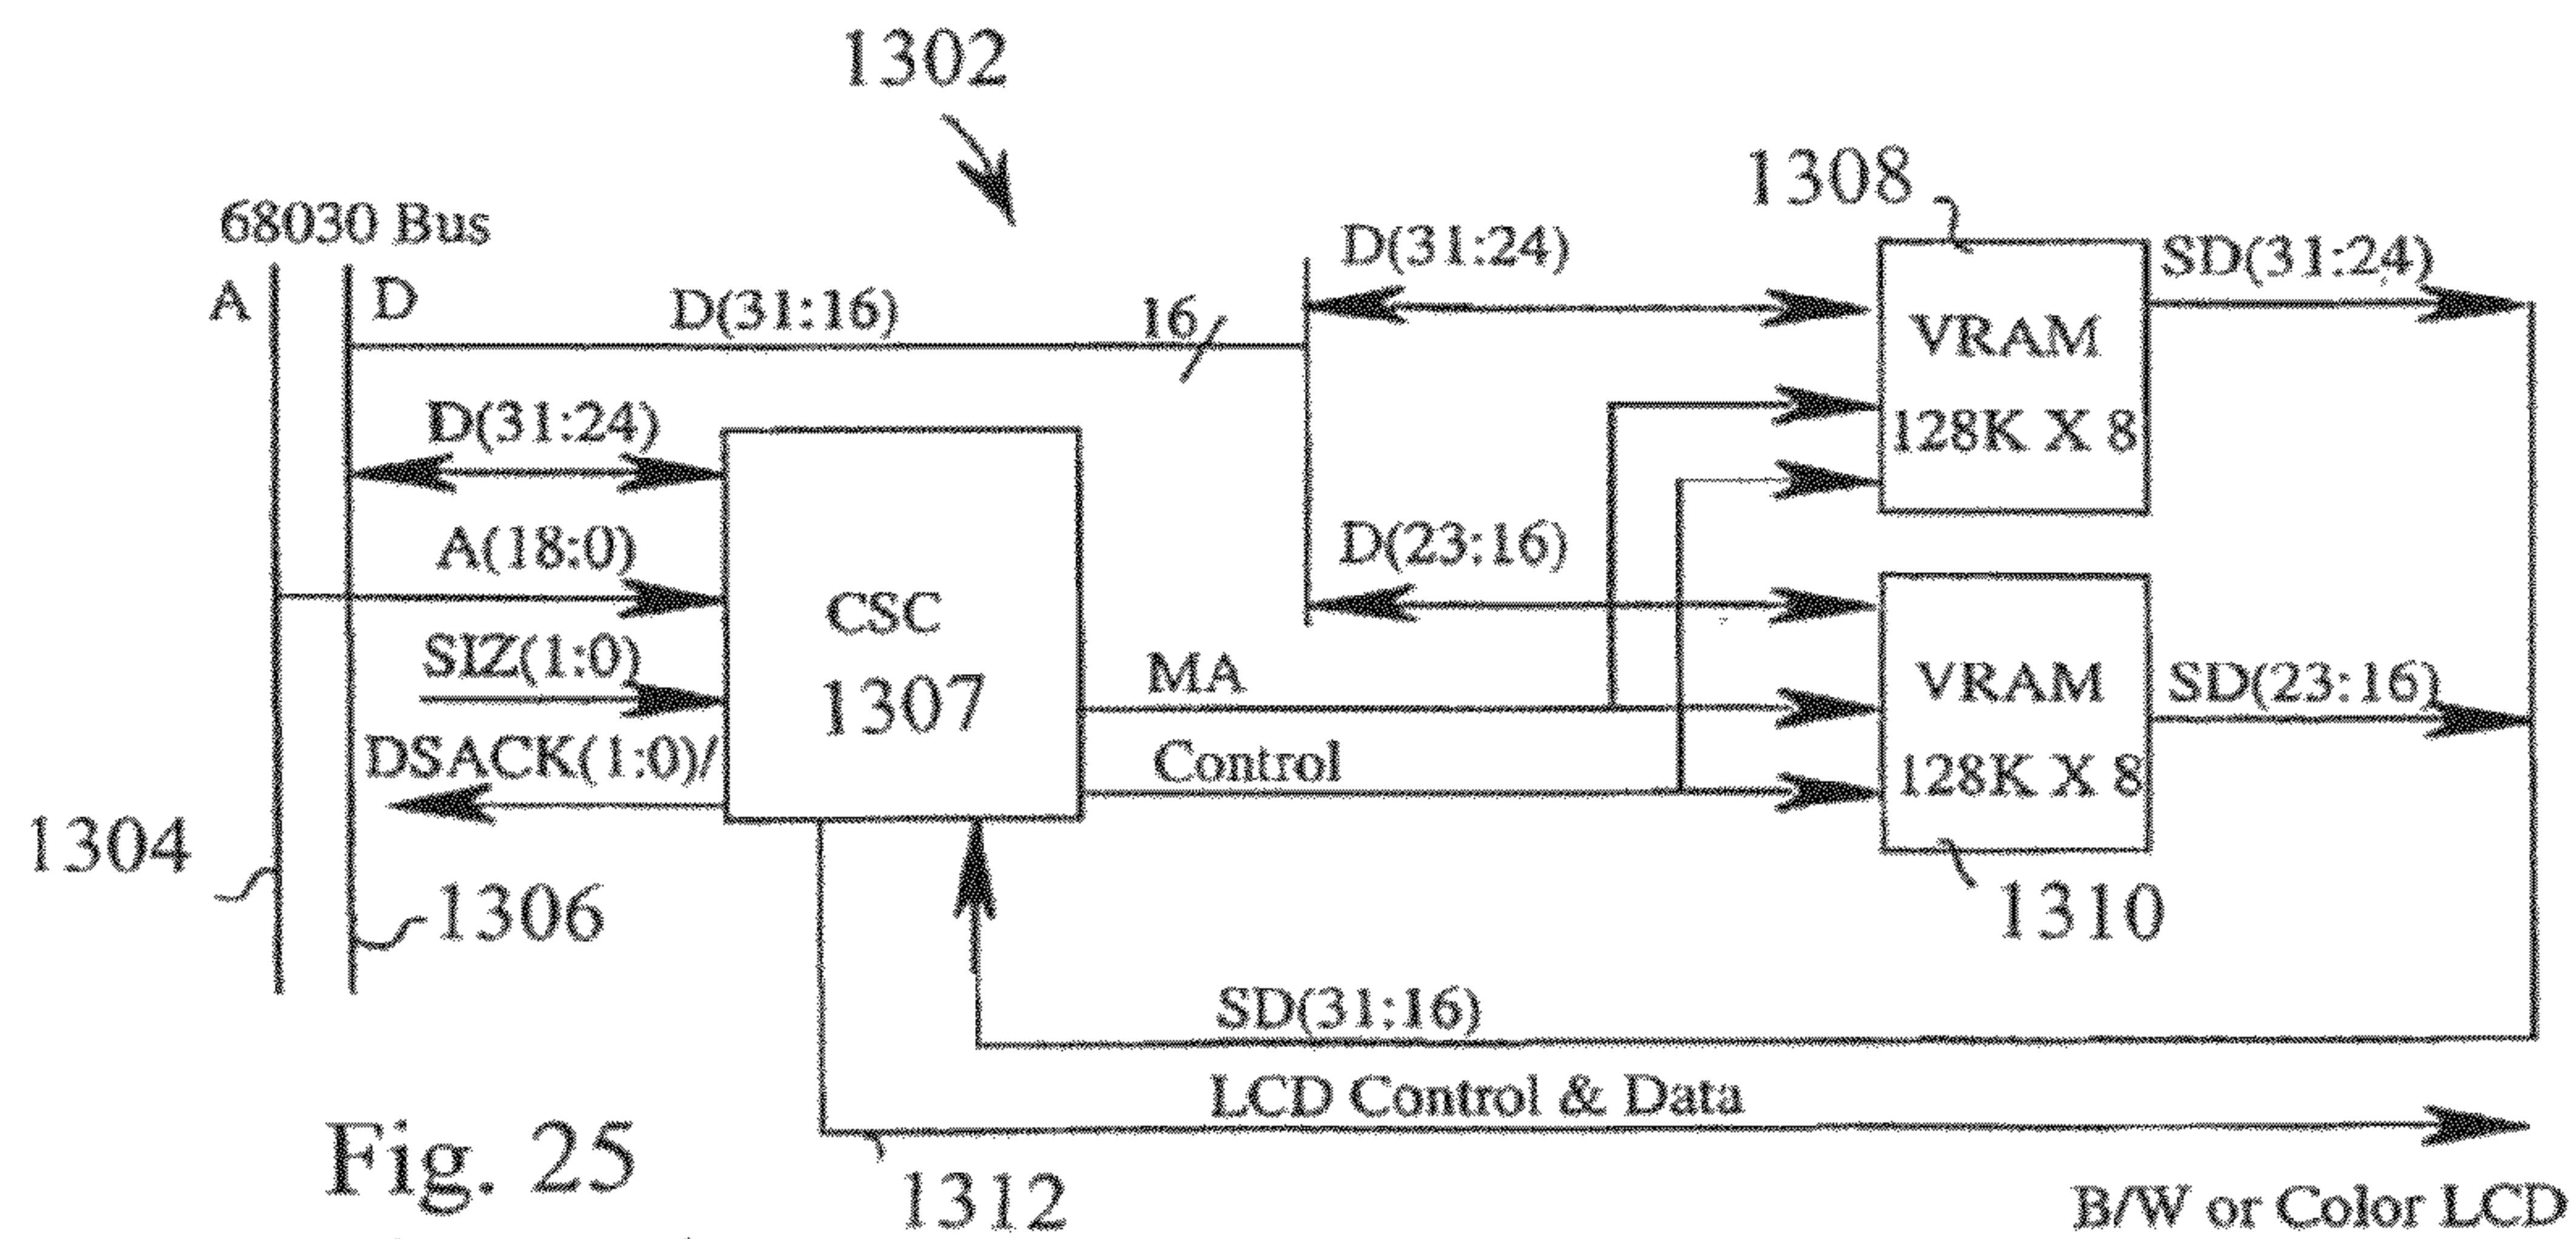 1302
1308
68030 Bus
A
D
D(31:16)
16
D(31:24)
SD(31:24)
VRAM
128K X 8
D(31:24)
A(18:0)
SIZ(1:0)
DSACK(1:0)/
CSC
1307
D(23:16)
MA
Control
VRAM
128K X 8
SD(23:16)
1304
1306
1310
SD(31:16)
LCD Control & Data
1312
B/W or Color LCD
Fig. 25